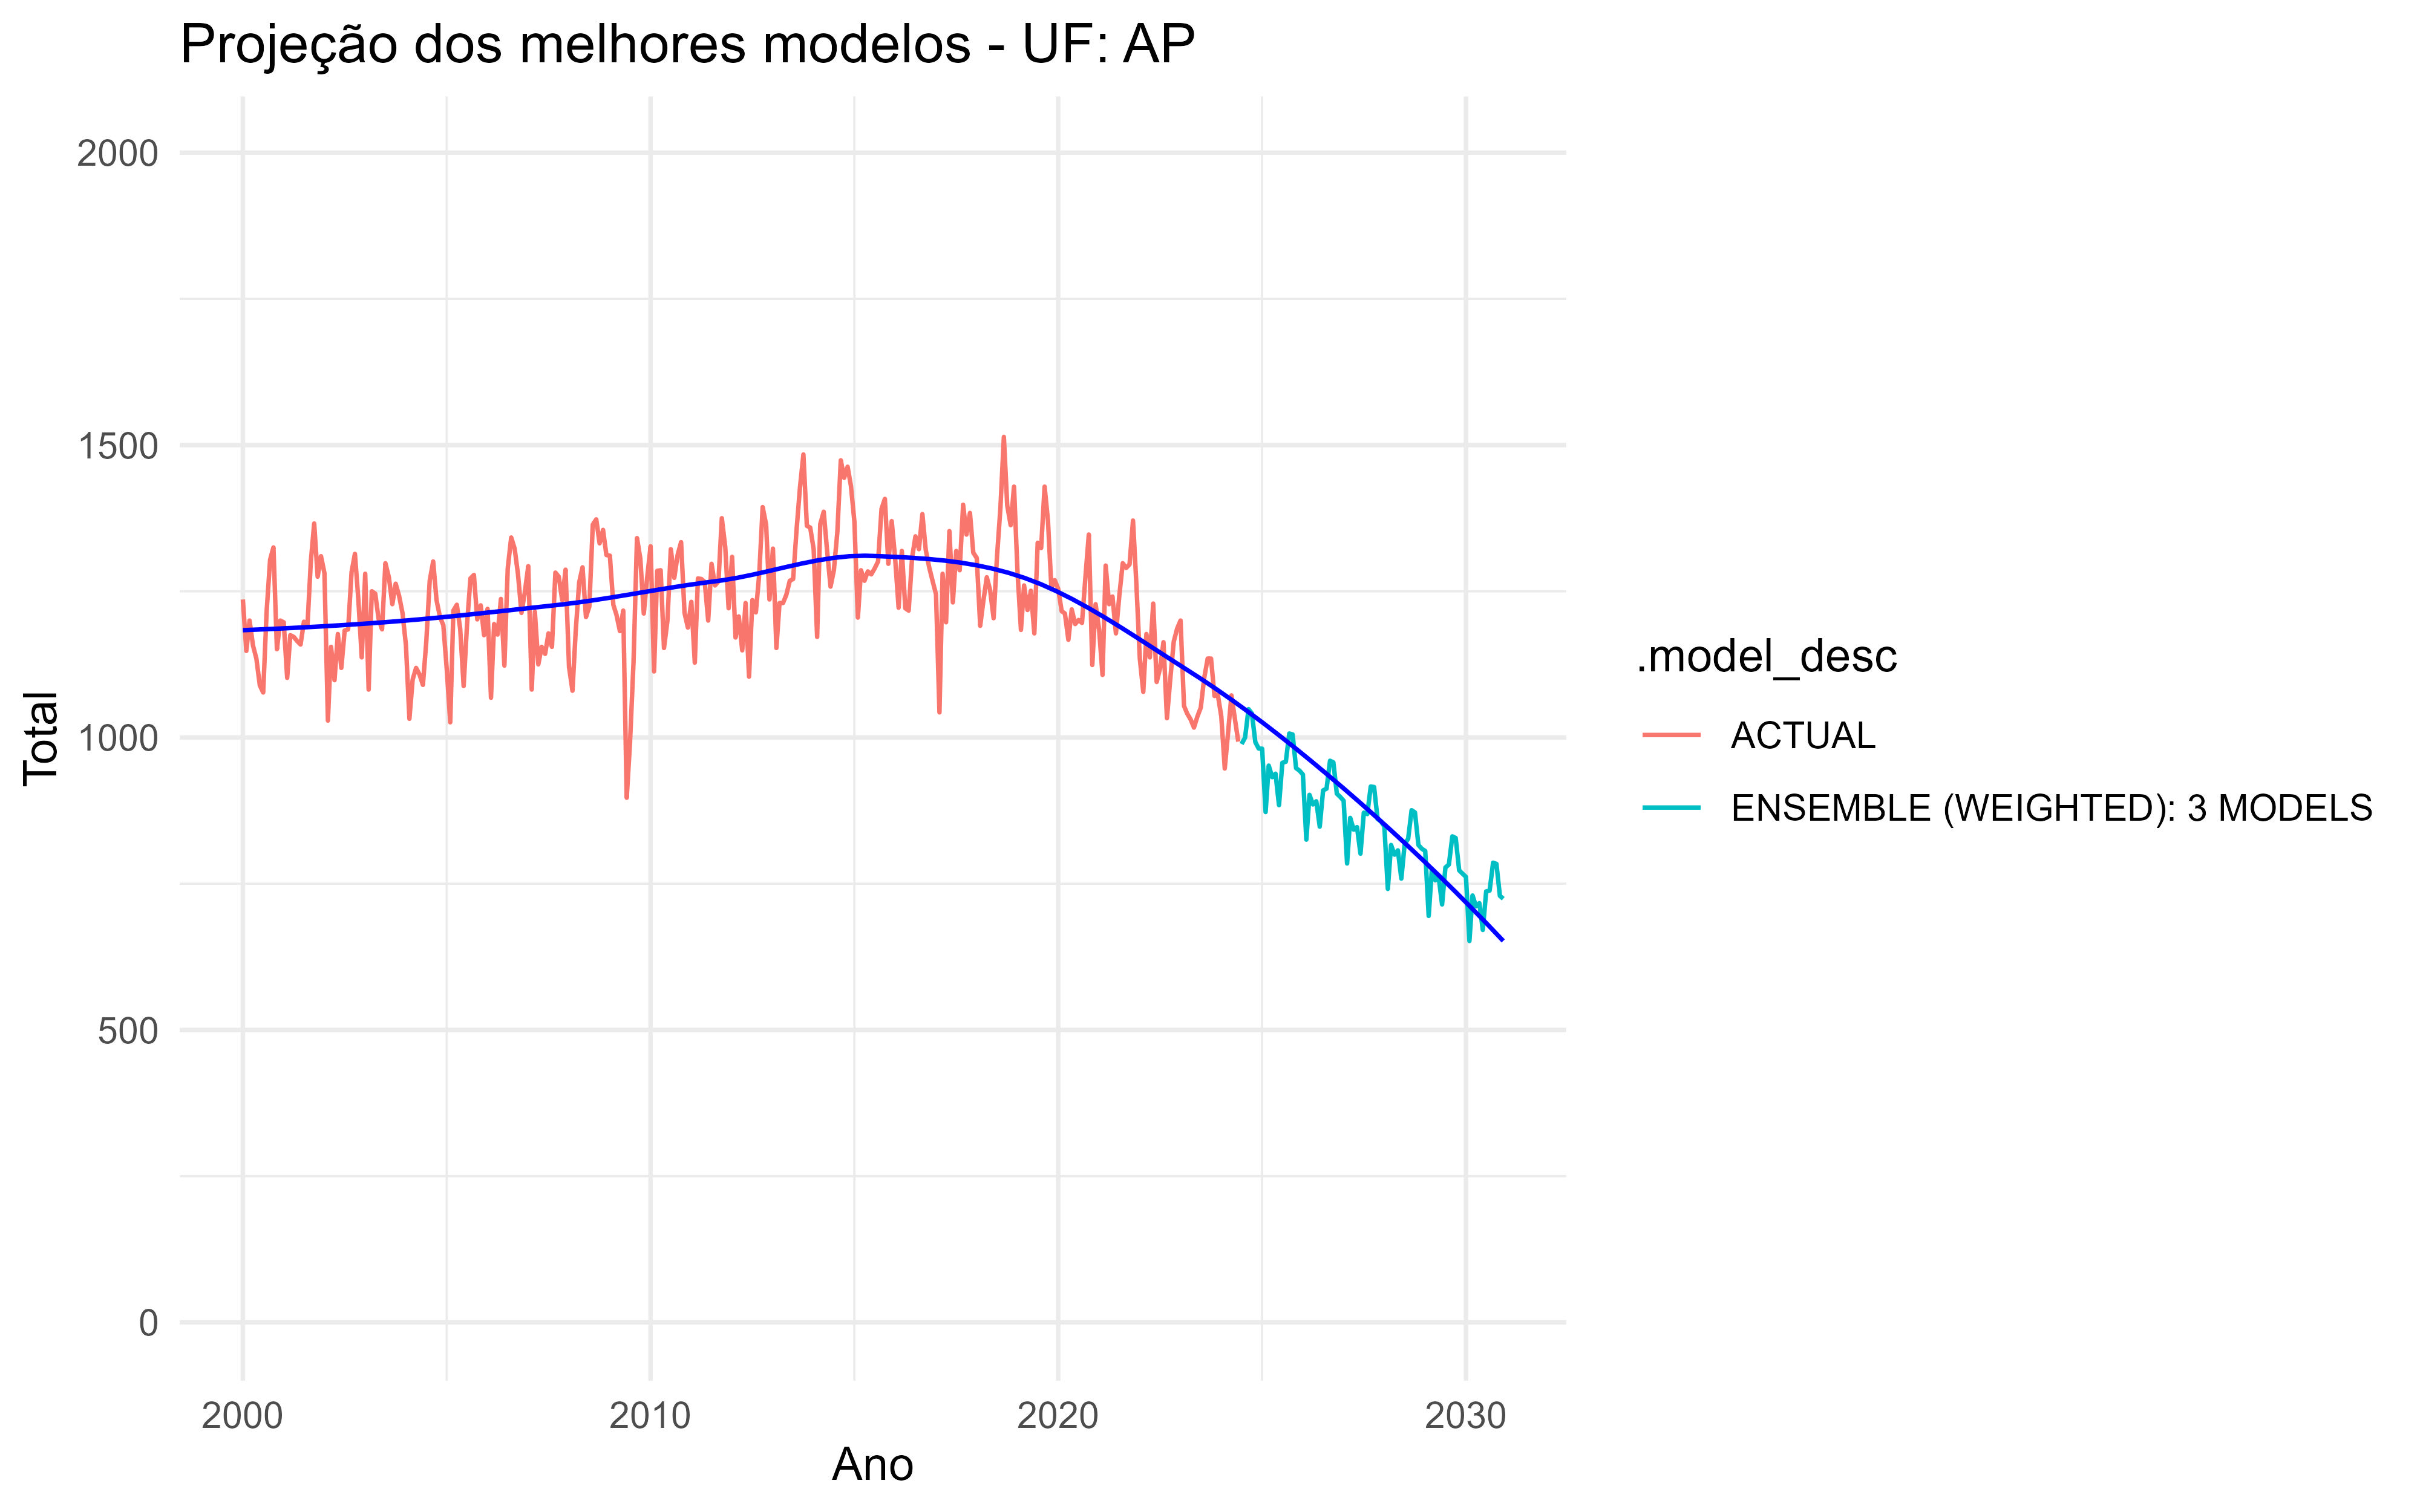 Projeção dos melhores modelos - UF: AP
2000
1500
1000
500
0
Total
2000
2010
2020
2030
Ano
.model_desc
ACTUAL
ENSEMBLE (WEIGHTED): 3 MODELS